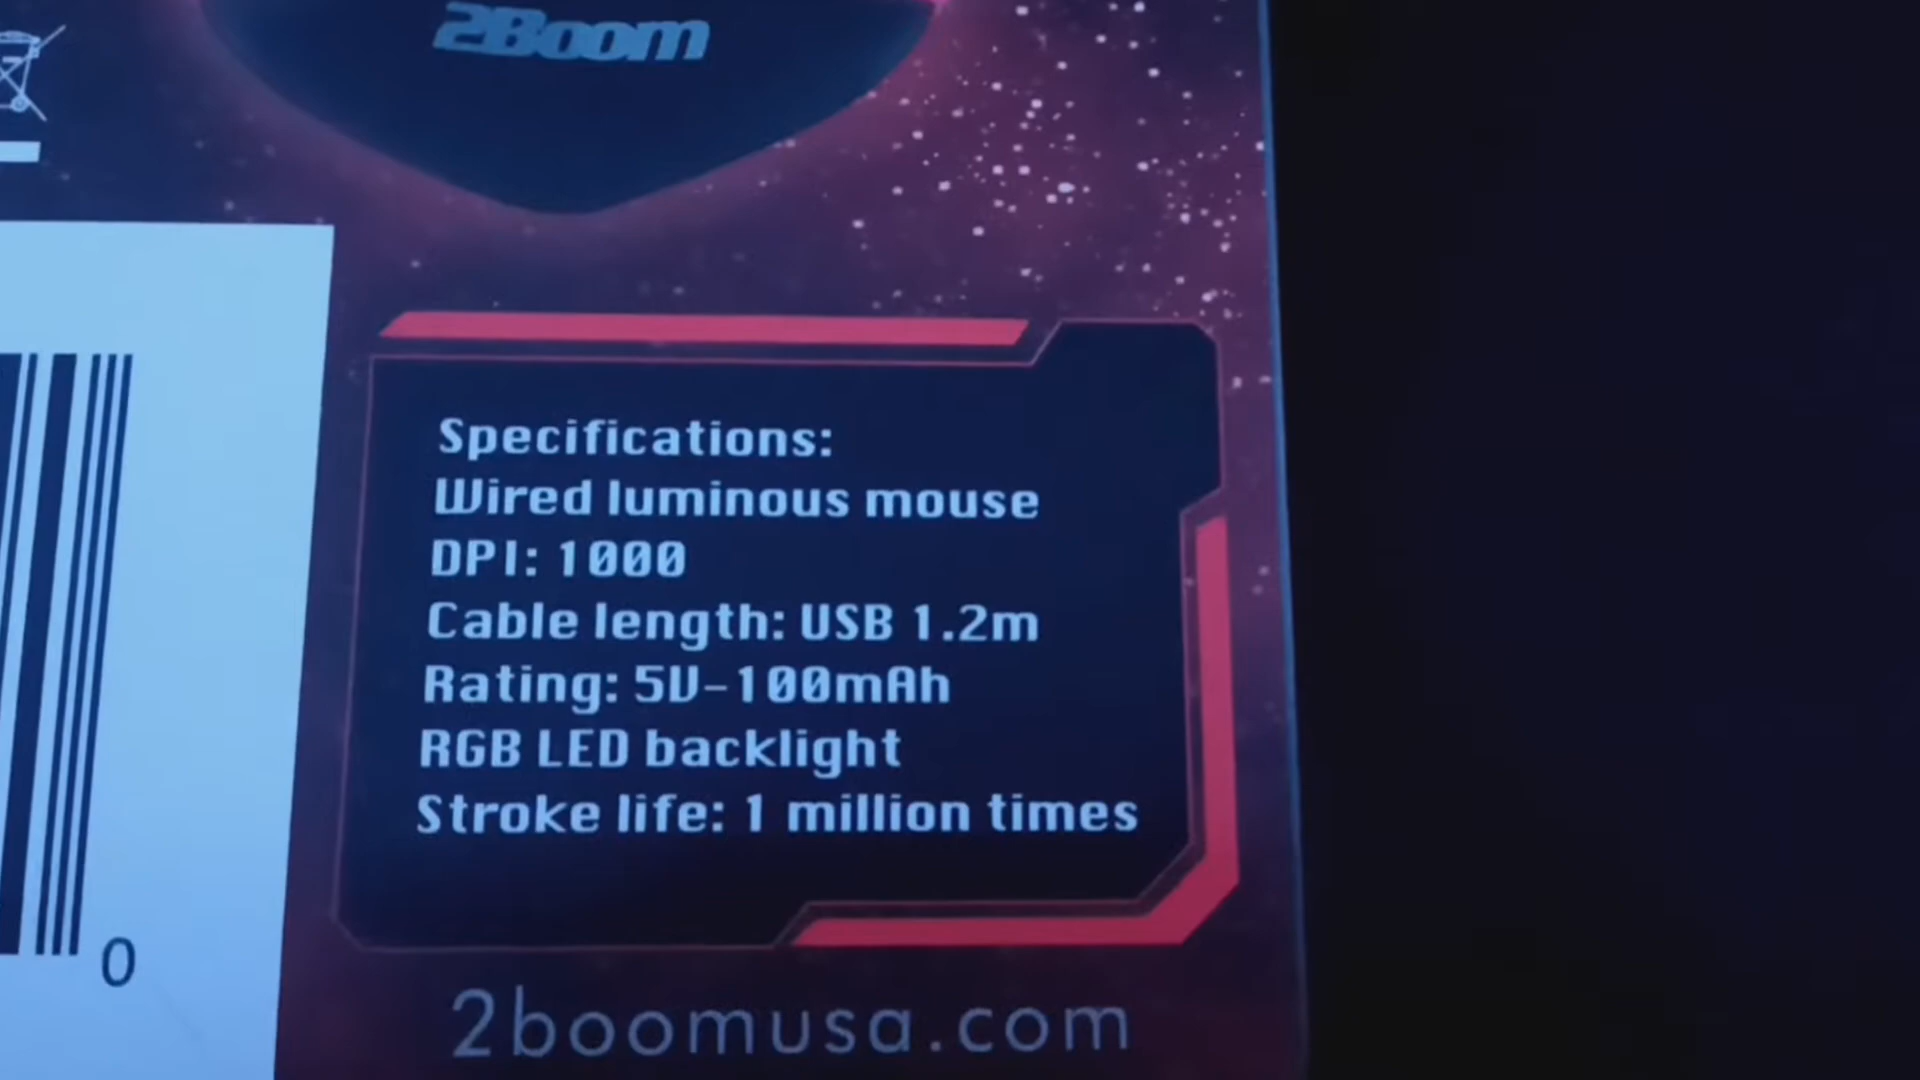 2Boom
Specifications:
Wired luminous mouse
DPI: 1000
Cable length: USB 1.2m
Rating: 5V-100mAh
RGB LED backlight
Stroke life: 1 million times
0
2boomusa.com